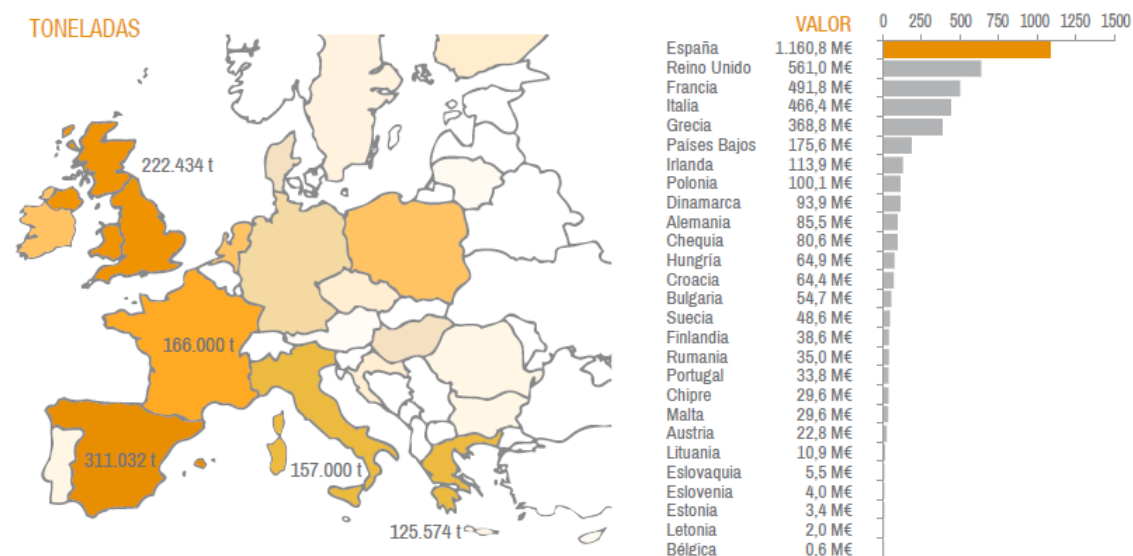 TONELADAS
222.434 t
166.000 t
311.032 t
157.000 t
125.574 t
VALOR 0 250 500 750 1000 1250 1500
España 1.160,8 M€
Reino Unido 561,0 M€
Francia 491,8 M€
Italia 466,4 M€
Grecia 368,8 M€
Países Bajos 175,6 M€
Irlanda 113,9 M€
Polonia 100,1 M€
Dinamarca 93,9 M€
Alemania 85,5 M€
Chequia 80,6 M€
Hungría 64,9 M€
Croacia 64,4 M€
Bulgaria 54,7 M€
Suecia 48,6 M€
Finlandia 38,6 M€
Rumania 35,0 M€
Portugal 33,8 M€
Chipre 29,6 M€
Malta 29,6 M€
Austria 22,8 M€
Lituania 10,9 M€
Eslovaquia 5,5 M€
Eslovenia 4,0 M€
Estonia 3,4 M€
Letonia 2,0 M€
Bélgica 0,6 M€